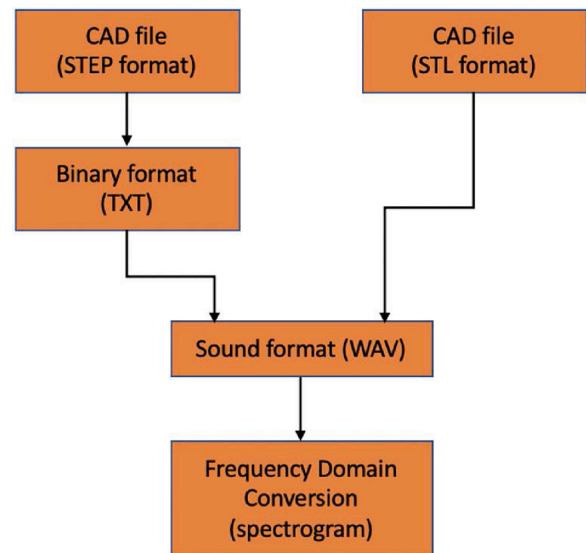 CAD file
(STEP format)
CAD file
(STL format)
Binary format
(TXT)
Sound format (WAV)
Frequency Domain
Conversion
(spectrogram)